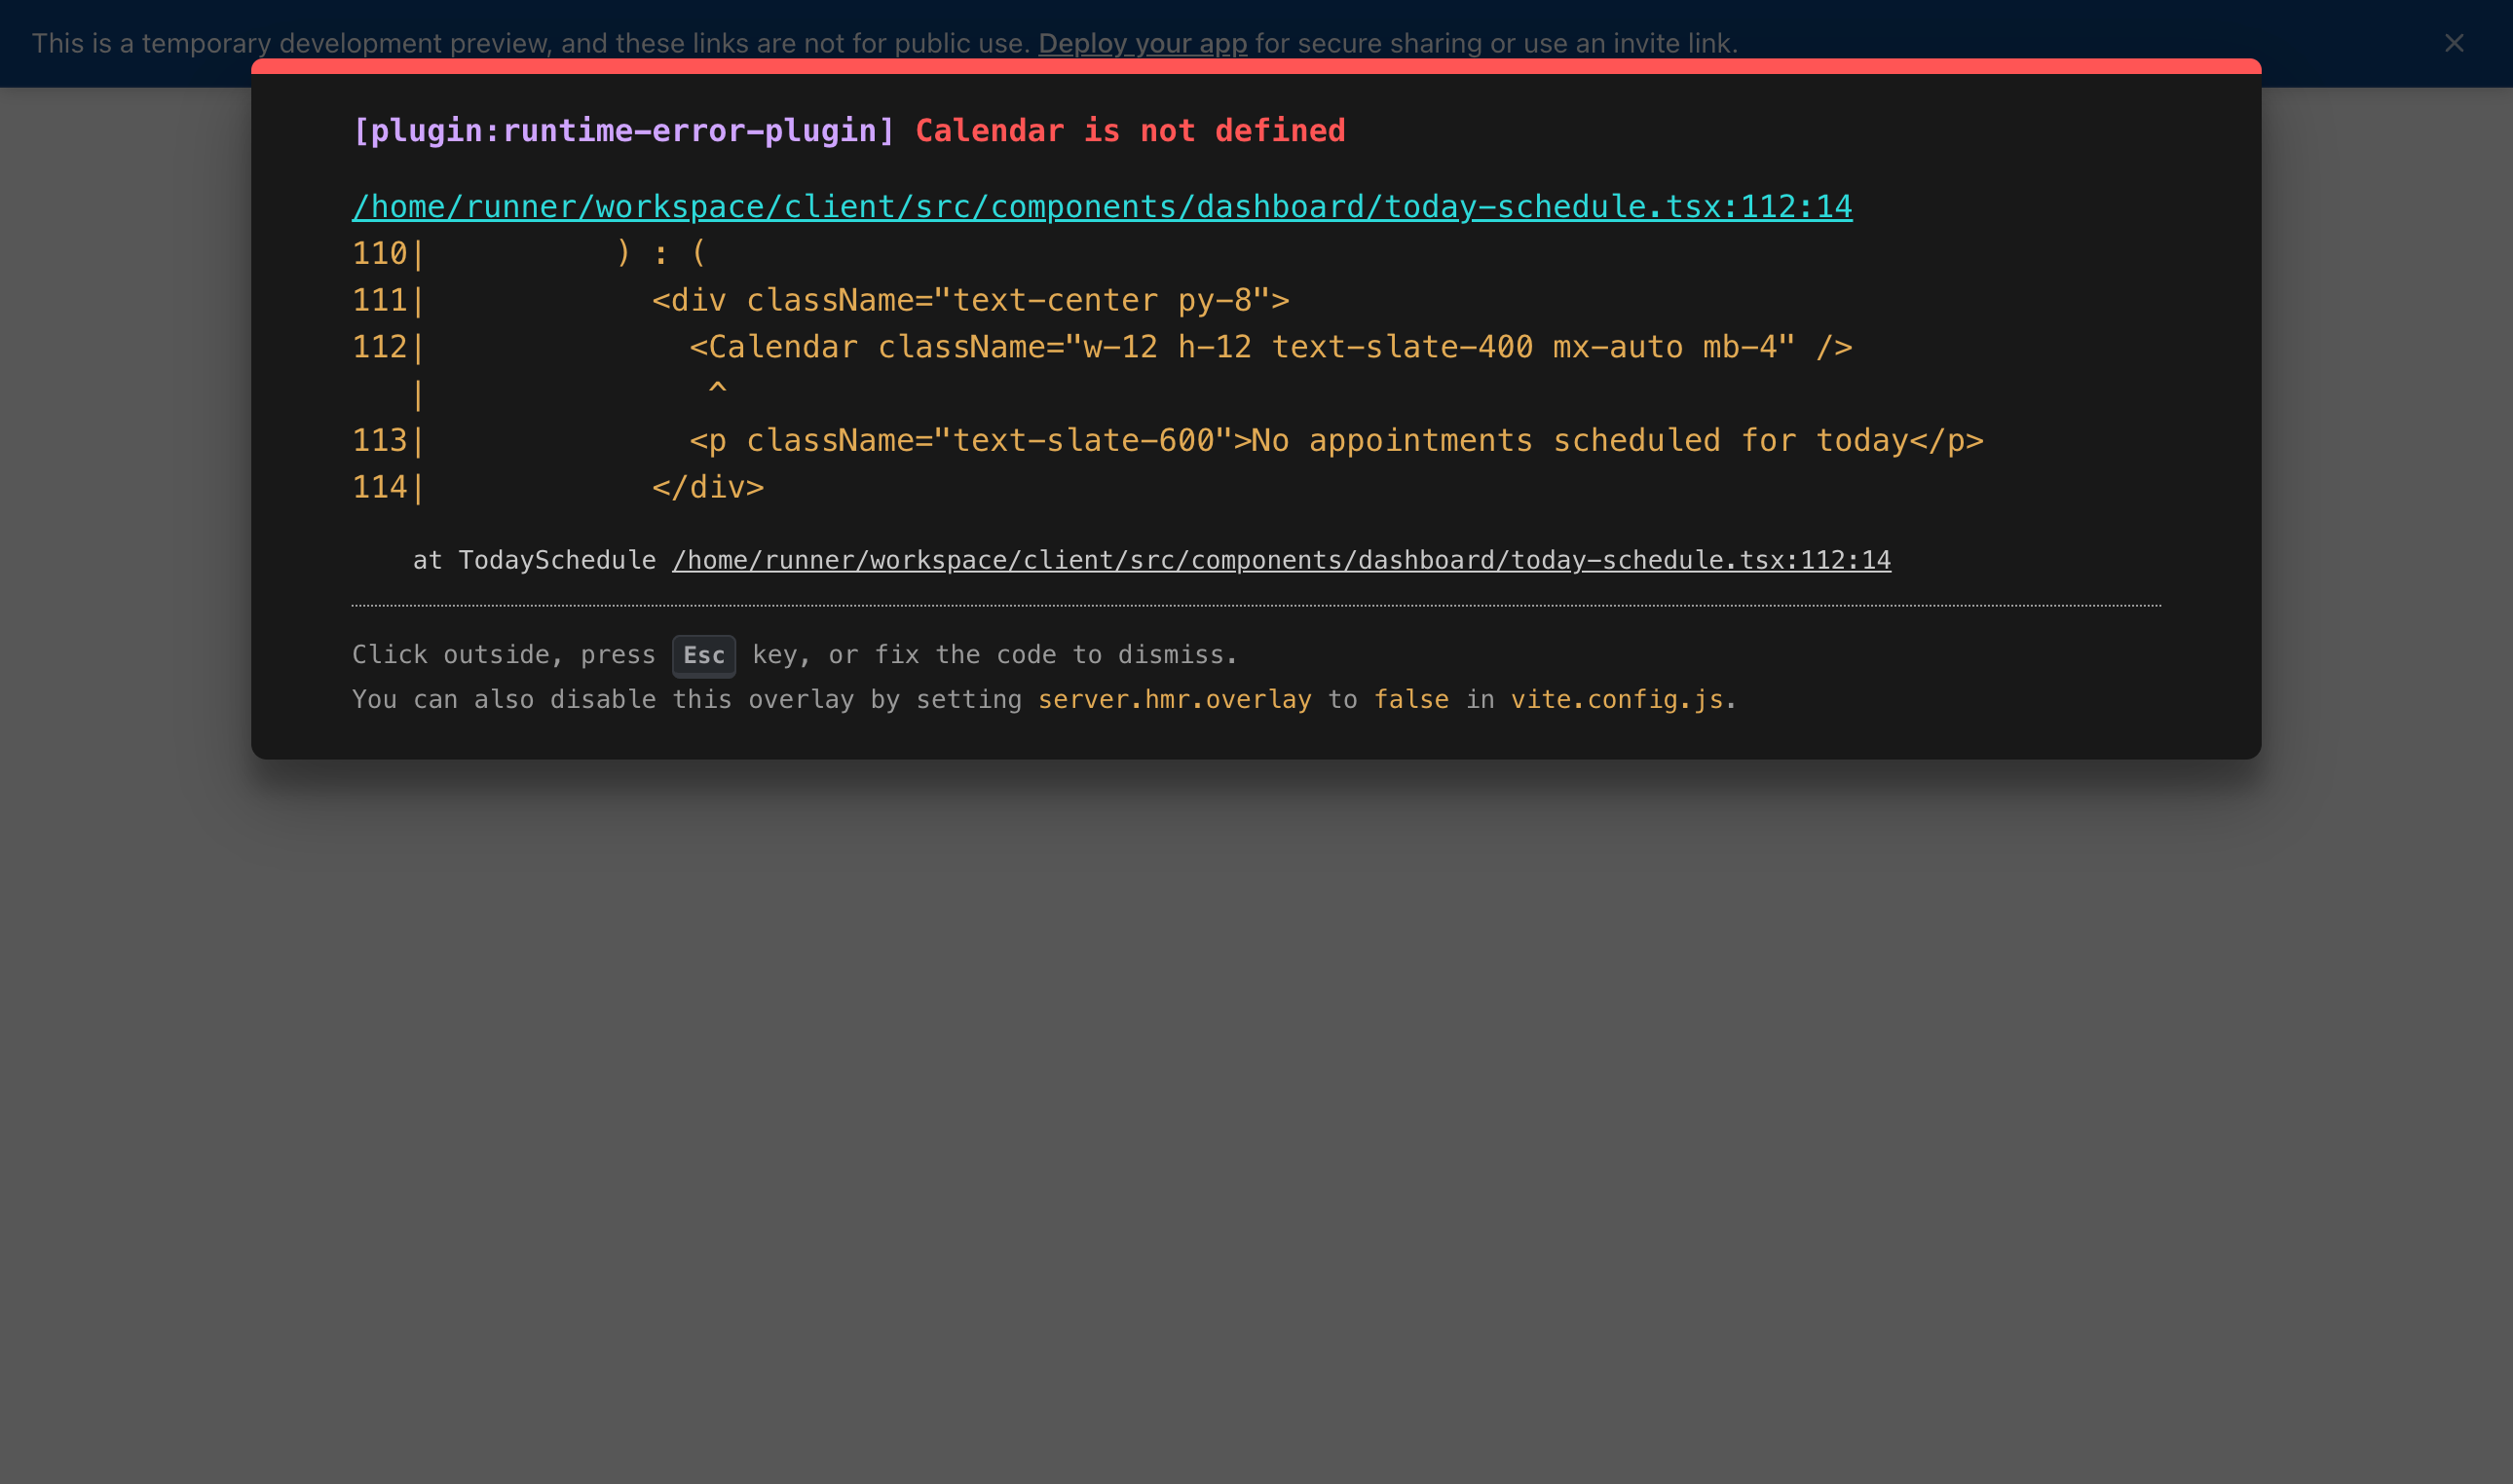 This is a temporary development preview, and these links are not for public use. Deploy your app for secure sharing or use an invite link. ×
[plugin:runtime-error-plugin] Calendar is not defined
/home/runner/workspace/client/src/components/dashboard/today-schedule.tsx:112:14
110|          ) : (
111|            <div className="text-center py-8">
112|              <Calendar className="w-12 h-12 text-slate-400 mx-auto mb-4" />
   |               ^
113|              <p className="text-slate-600">No appointments scheduled for today</p>
114|            </div>
at TodaySchedule /home/runner/workspace/client/src/components/dashboard/today-schedule.tsx:112:14
Click outside, press Esc key, or fix the code to dismiss.
You can also disable this overlay by setting server.hmr.overlay to false in vite.config.js.